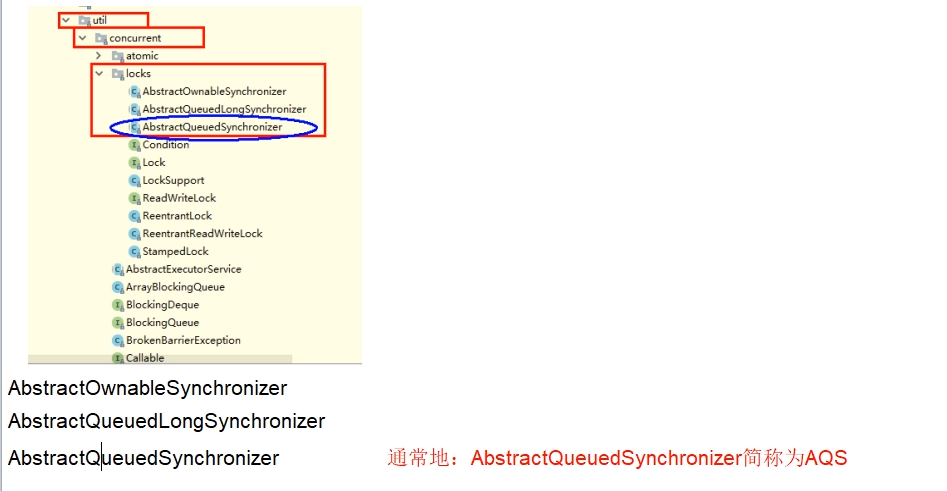 util
concurrent
atomic
locks
AbstractOwnableSynchronizer
AbstractQueuedLongSynchronizer
AbstractQueuedSynchronizer
Condition
Lock
LockSupport
ReadWriteLock
ReentrantLock
ReentrantReadWriteLock
StampedLock
AbstractExecutorService
ArrayBlockingQueue
BlockingDeque
BlockingQueue
BrokenBarrierException
Callable
AbstractOwnableSynchronizer
AbstractQueuedLongSynchronizer
AbstractQueuedSynchronizer 通常地：AbstractQueuedSynchronizer简称为AQS